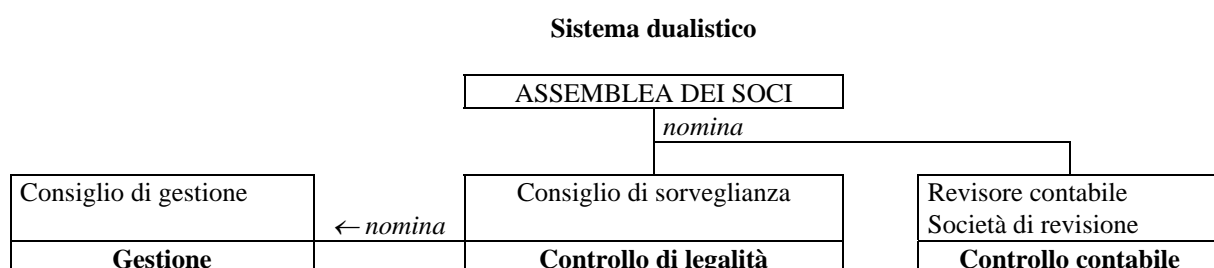 Sistema dualistico
ASSEMBLEA DEI SOCI
nomina
Consiglio di gestione
← nomina
Consiglio di sorveglianza
Revisore contabile
Società di revisione
Gestione
Controllo di legalità
Controllo contabile